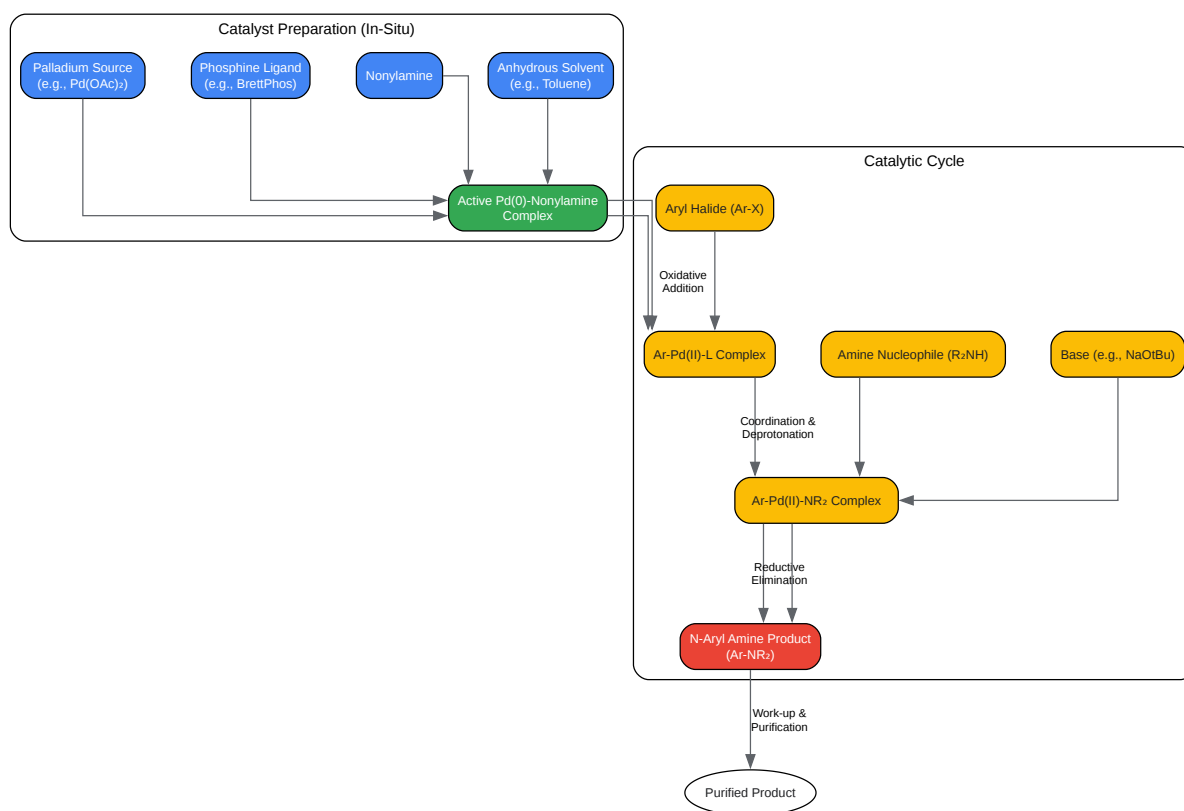 Catalyst Preparation (In-Situ)
Palladium Source
(e.g., Pd(OAc)₂)
Phosphine Ligand
(e.g., BrettPhos)
Nonylamine
Anhydrous Solvent
(e.g., Toluene)
Active Pd(0)-Nonylamine
Complex
Catalytic Cycle
Aryl Halide (Ar-X)
Oxidative
Addition
Ar-Pd(II)-L Complex
Amine Nucleophile (R₂NH)
Base (e.g., NaOtBu)
Coordination &
Deprotonation
Ar-Pd(II)-NR₂ Complex
Reductive
Elimination
N-Aryl Amine Product
(Ar-NR₂)
Work-up &
Purification
Purified Product